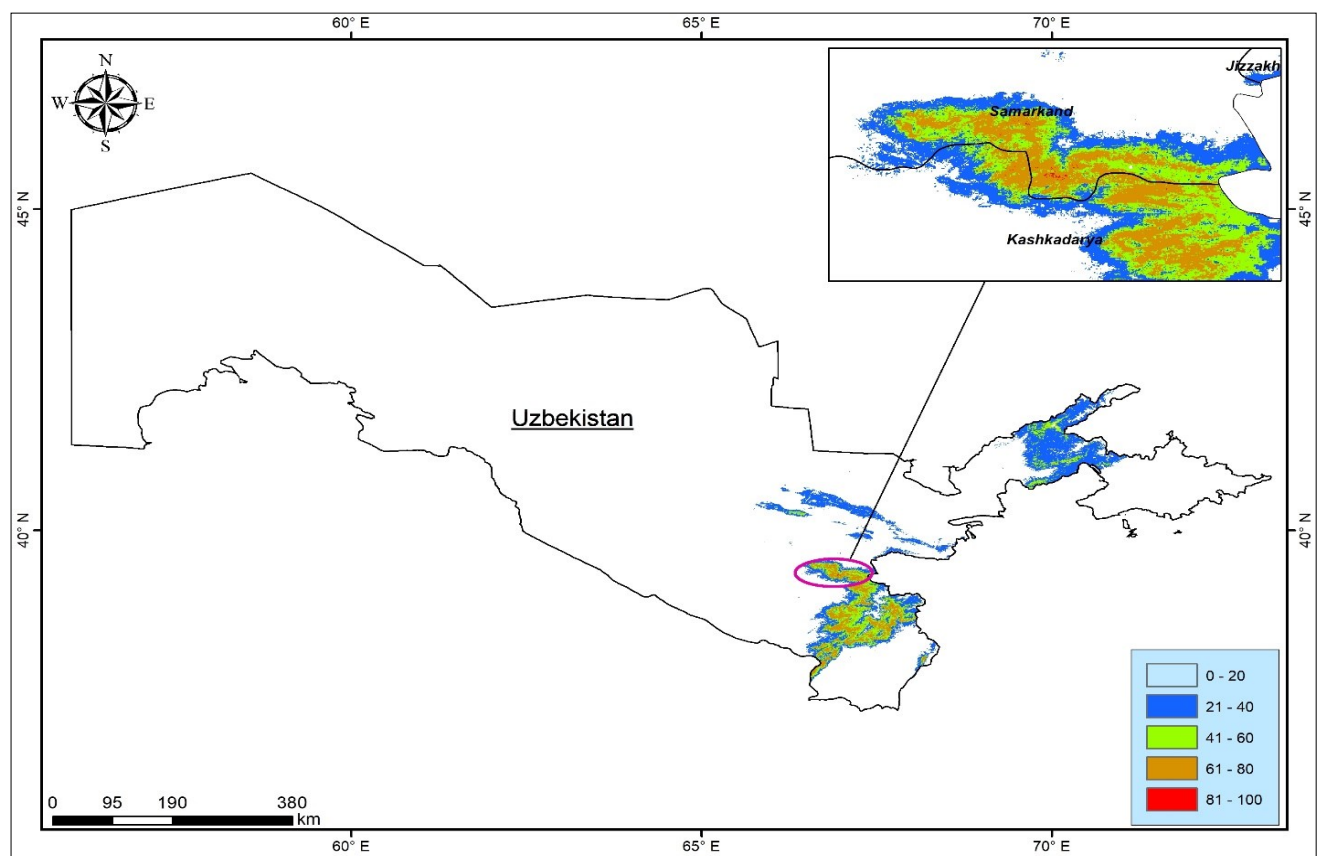 60° E
65° E
70° E
N
W
E
S
45° N
40° N
Jizzakh
Samarkand
Kashkadarya
45° N
Uzbekistan
40° N
0 - 20
21 - 40
41 - 60
61 - 80
81 - 100
0 95 190 380
km
60° E
65° E
70° E